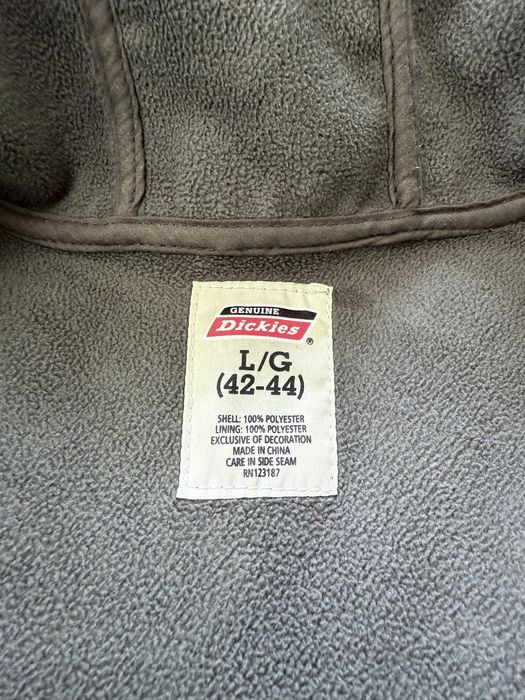 GENUINE
Dickies
®
L/G
(42-44)
SHELL: 100% POLYESTER
LINING: 100% POLYESTER
EXCLUSIVE OF DECORATION
MADE IN CHINA
CARE IN SIDE SEAM
RN123187